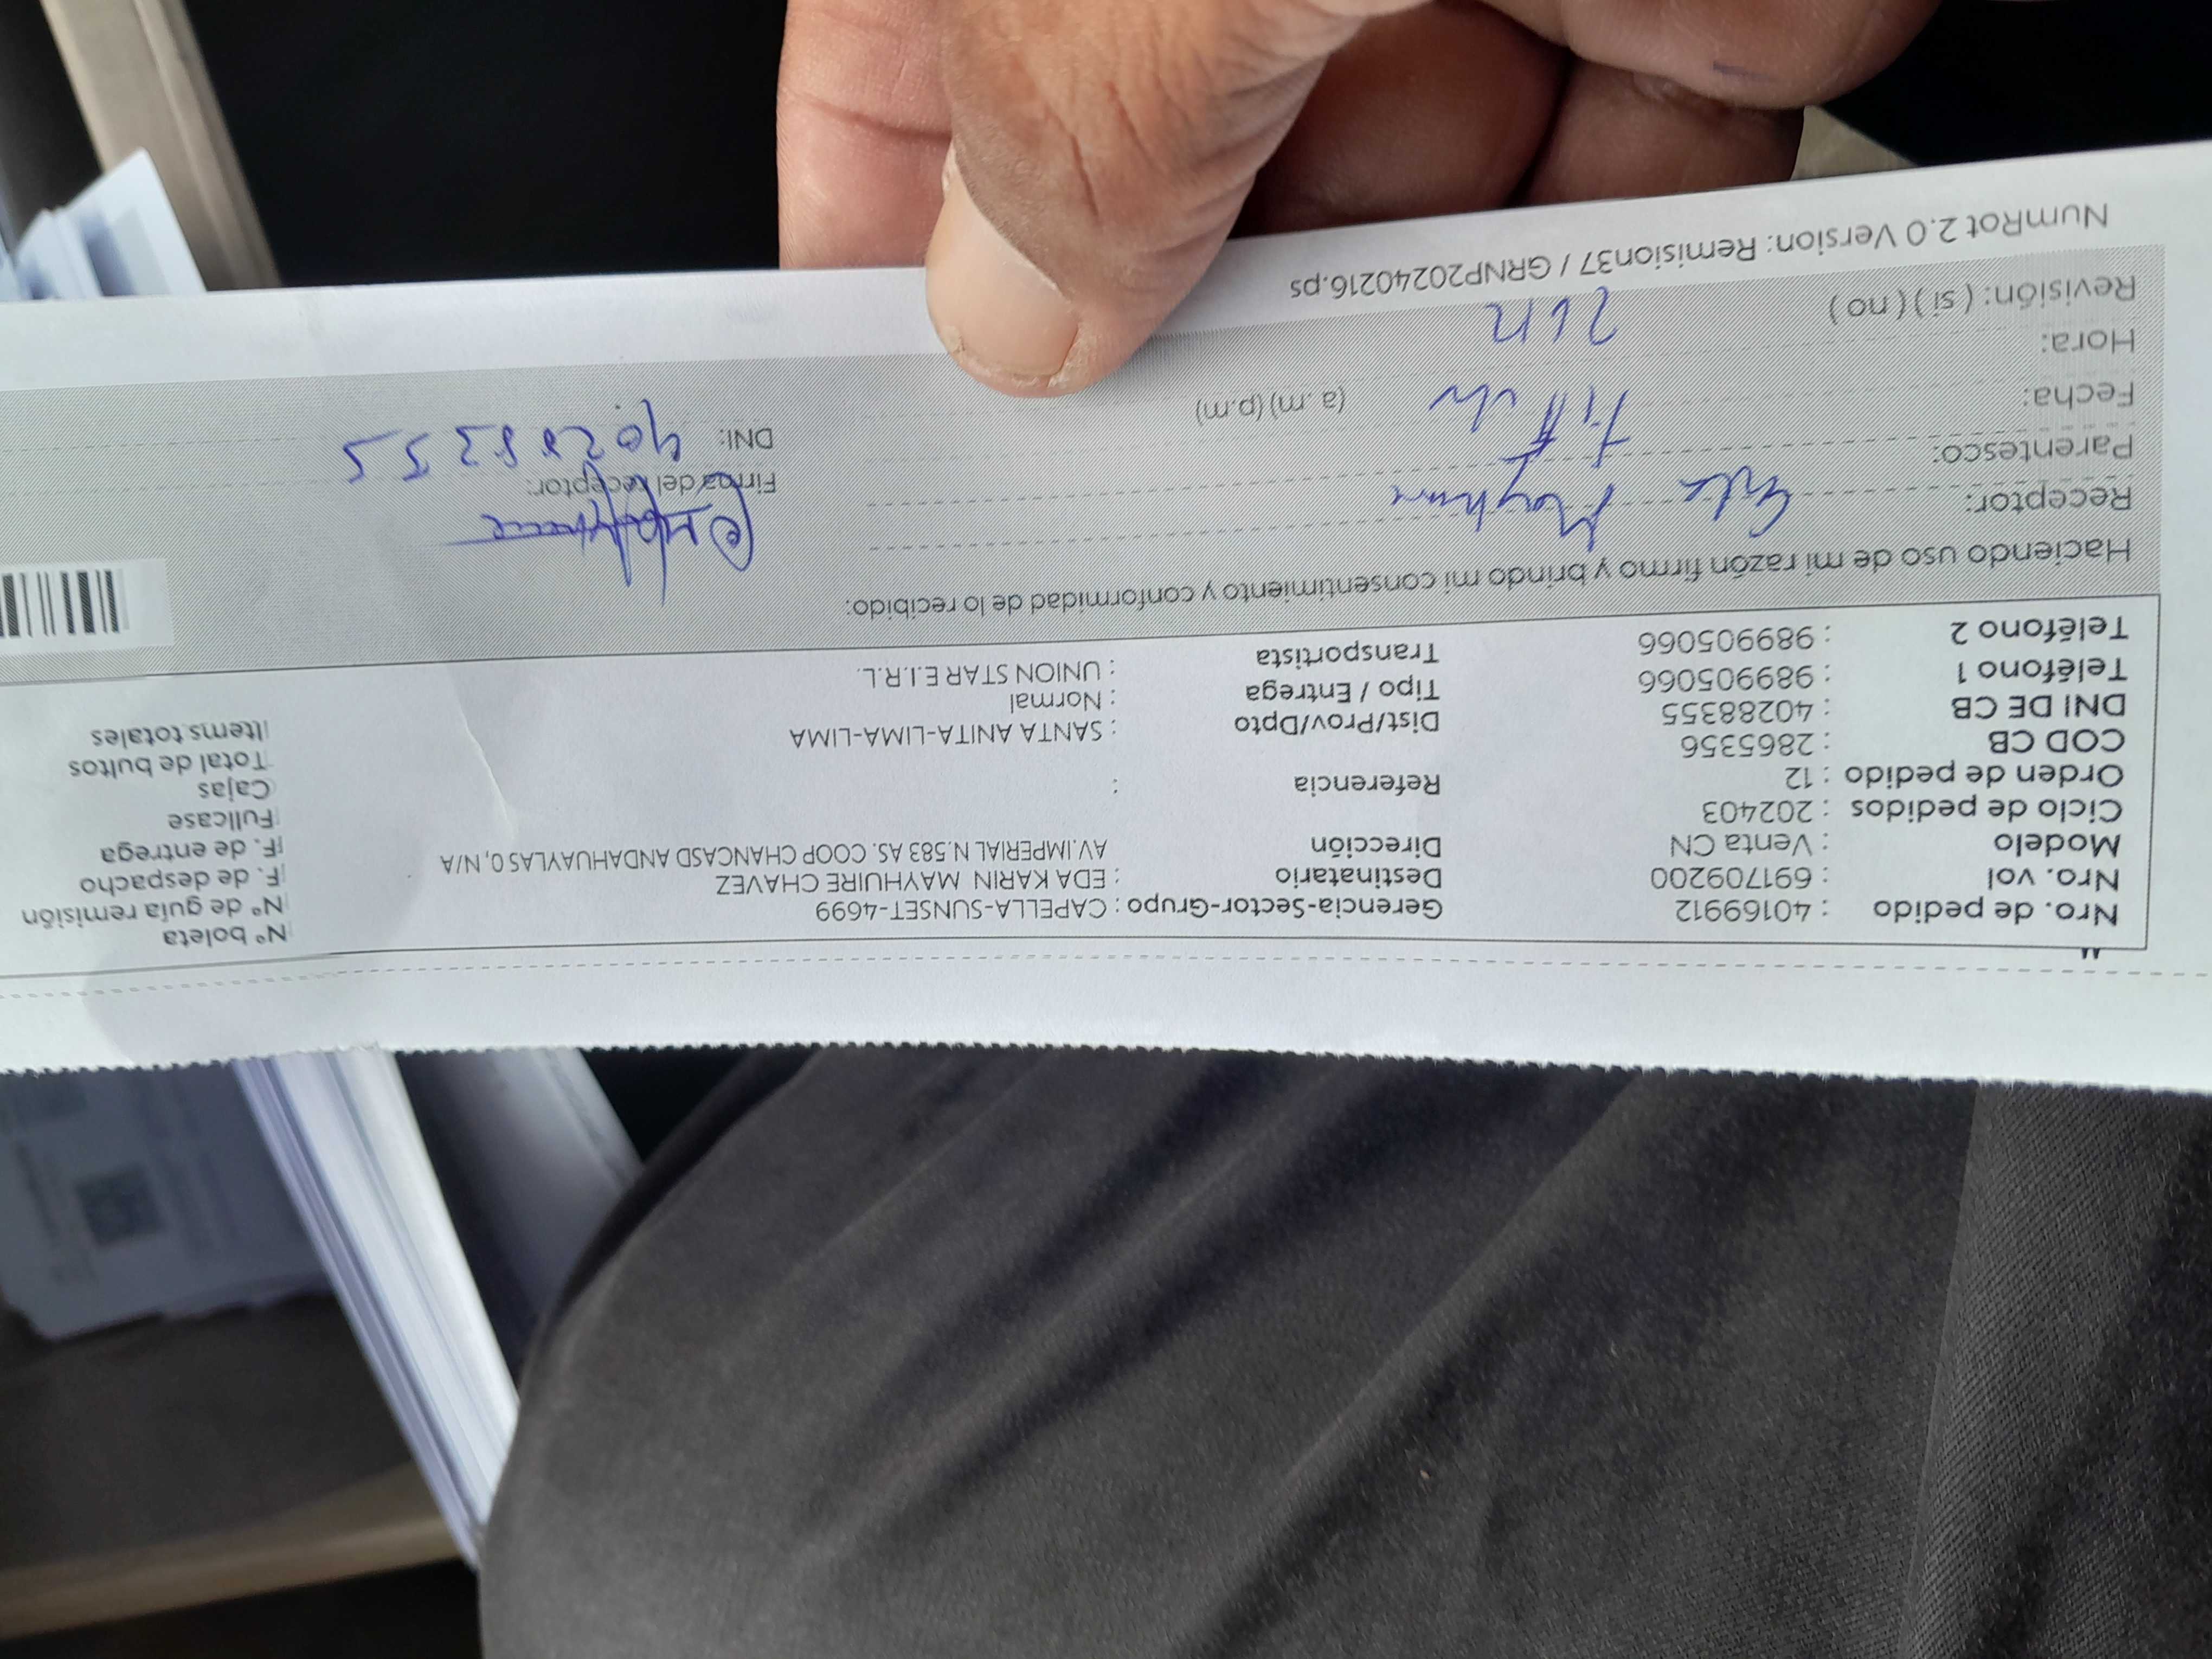 Nro. de pedido : 40169912 Gerencia-Sector-Grupo : CAPELLA-SUNSET-4699 N° boleta
Nro. vol : 691709200 Destinatario : EDA KARIN MAYHUIRE CHAVEZ N° de guía remisión
Modelo : Venta CN Dirección AV.IMPERIAL N.583 AS. COOP CHANCASD ANDAHUAYLAS 0, N/A F. de despacho
Ciclo de pedidos : 202403 F. de entrega
Orden de pedido : 12 Referencia : Fullcase
COD CB : 2865356 Cajas
DNI DE CB : 40288355 Dist/Prov/Dpto : SANTA ANITA-LIMA-LIMA Total de bultos
Teléfono 1 : 989905066 Tipo / Entrega : Normal Items totales
Teléfono 2 : 989905066 Transportista : UNION STAR E.I.R.L.
Haciendo uso de mi razón firmo y brindo mi consentimiento y conformidad de lo recibido:
Receptor:
Parentesco: Firma del receptor:
Fecha: DNI: 40288355
Hora: (a. m) (p.m)
Revisión: ( si ) ( no )
NumRot 2.0 Version: Remision37 / GRNP20240216.ps